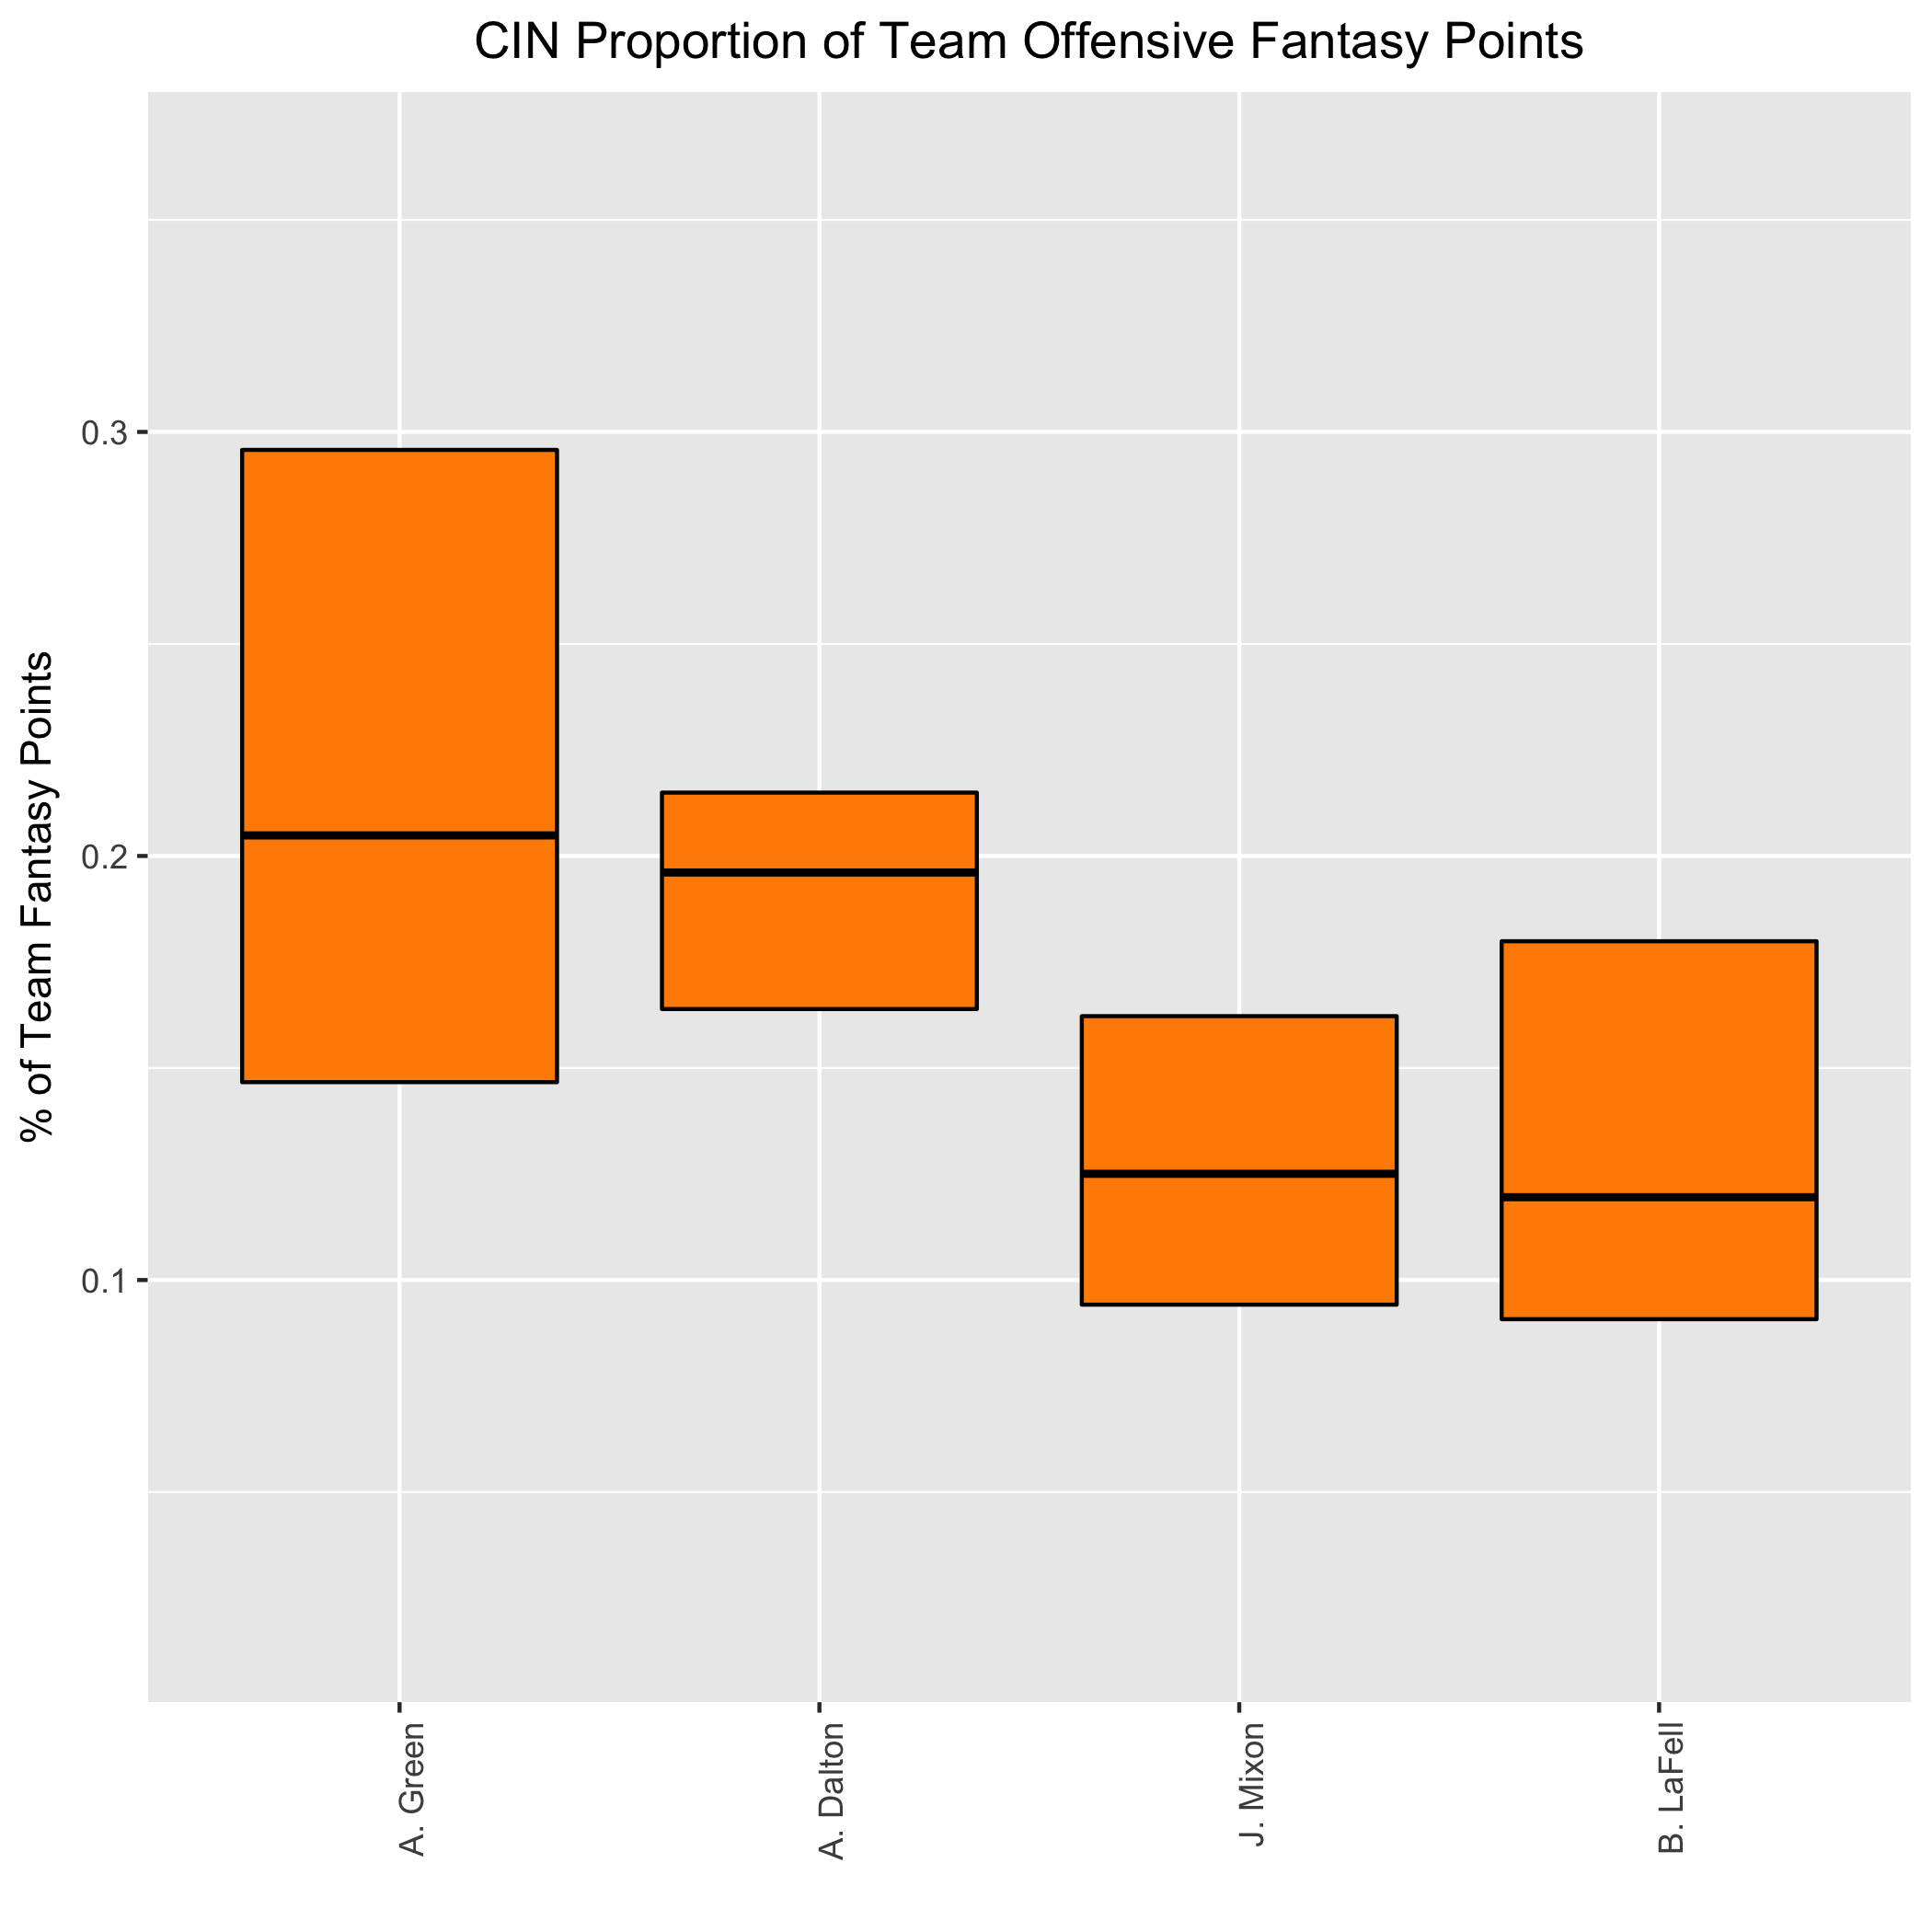 CIN Proportion of Team Offensive Fantasy Points
% of Team Fantasy Points
0.3
0.2
0.1
A. Green
A. Dalton
J. Mixon
B. LaFell